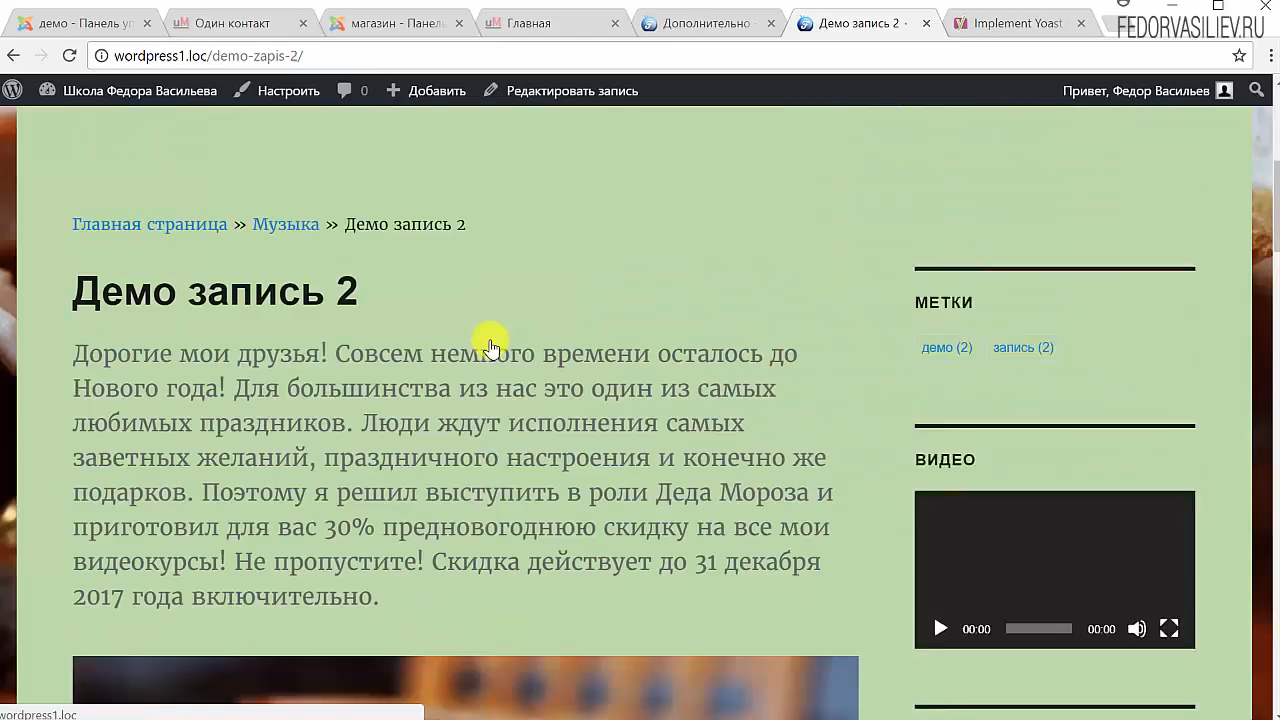 демо - Панель уп
Один контакт
магазин - Панел
Главная
Дополнительно -
Демо запись 2 -
Implement Yoast
FEDORVASILIEV.RU
wordpress1.loc/demo-zapis-2/
Школа Федора Васильева
Настроить
0
Добавить
Редактировать запись
Привет, Федор Васильев
Главная страница » Музыка » Демо запись 2
Демо запись 2
Дорогие мои друзья! Совсем немного времени осталось до
Нового года! Для большинства из нас это один из самых
любимых праздников. Люди ждут исполнения самых
заветных желаний, праздничного настроения и конечно же
подарков. Поэтому я решил выступить в роли Деда Мороза и
приготовил для вас 30% предновогоднюю скидку на все мои
видеокурсы! Не пропустите! Скидка действует до 31 декабря
2017 года включительно.
МЕТКИ
демо (2) запись (2)
ВИДЕО
00:00 00:00
wordpress1.loc